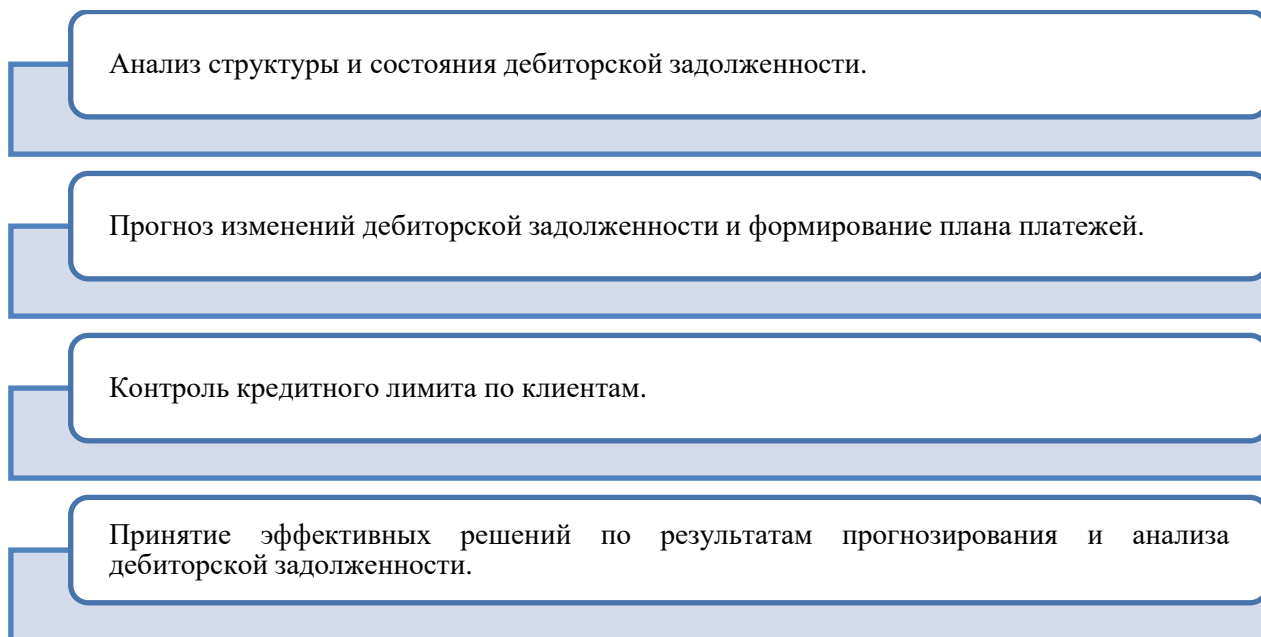 Анализ структуры и состояния дебиторской задолженности.
Прогноз изменений дебиторской задолженности и формирование плана платежей.
Контроль кредитного лимита по клиентам.
Принятие эффективных решений по результатам прогнозирования и анализа
дебиторской задолженности.